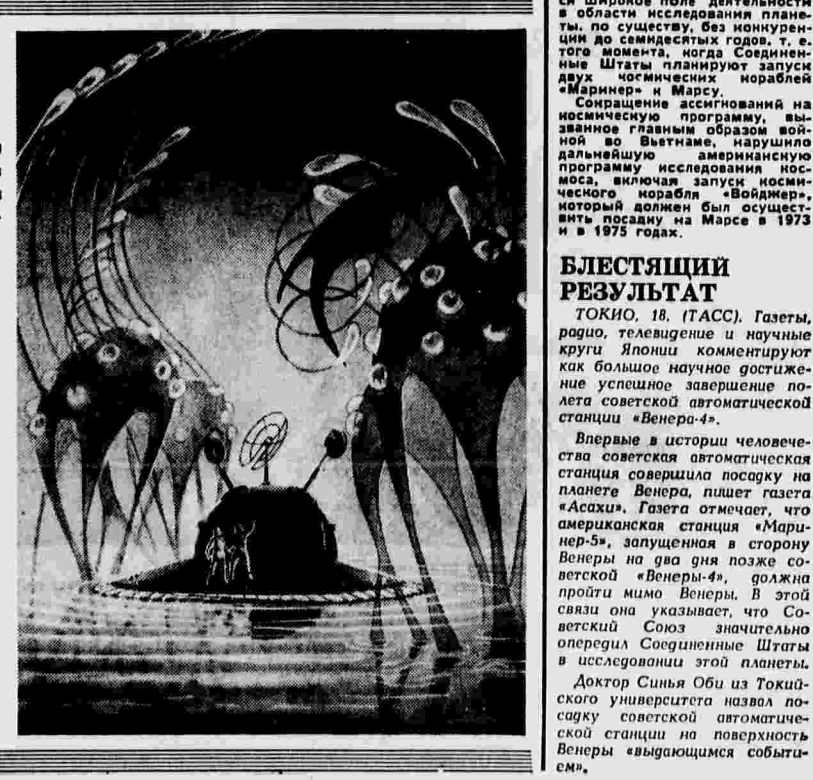 ся широкое поле деятельности
в области исследования плане-
ты, по существу, без конкурен-
ции до семидесятых годов, т. е.
того момента, когда Соединен-
ные Штаты планируют запуск
двух космических кораблей
«Маринер» к Марсу.
Сокращение ассигнований на
космическую программу, вы-
званное главным образом вой-
ной во Вьетнаме, нарушило
дальнейшую американскую
программу исследования кос-
моса, включая запуск косми-
ческого корабля «Войджер»,
который должен был осущест-
вить посадку на Марсе в 1973
и в 1975 годах.
БЛЕСТЯЩИЙ
РЕЗУЛЬТАТ
ТОКИО, 18. (ТАСС). Газеты,
радио, телевидение и научные
круги Японии комментируют
как большое научное достиже-
ние успешное завершение по-
лета советской автоматической
станции «Венера-4».
Впервые в истории человече-
ства советская автоматическая
станция совершила посадку на
планете Венера, пишет газета
«Асахи». Газета отмечает, что
американская станция «Мари-
нер-5», запущенная в сторону
Венеры на два дня позже со-
ветской «Венеры-4», должна
пройти мимо Венеры. В этой
связи она указывает, что Со-
ветский Союз значительно
опередил Соединенные Штаты
в исследовании этой планеты.
Доктор Синья Оби из Токий-
ского университета назвал по-
садку советской автоматиче-
ской станции на поверхность
Венеры «выдающимся событи-
ем».